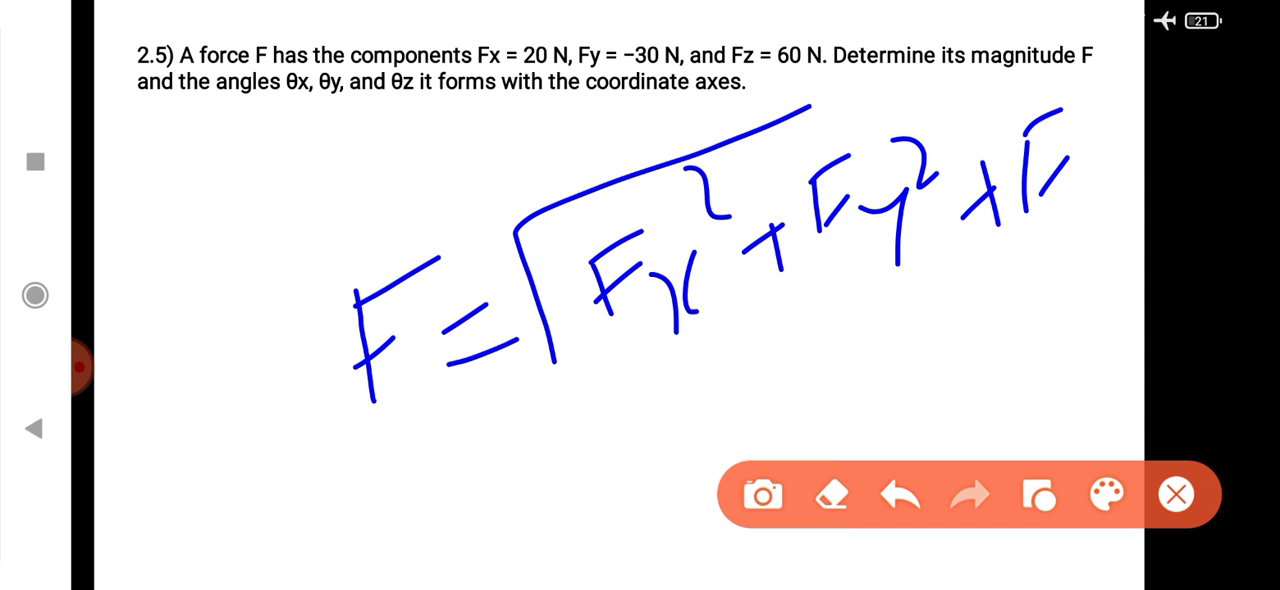 21
2.5) A force F has the components Fx = 20 N, Fy = −30 N, and Fz = 60 N. Determine its magnitude F
and the angles θx, θy, and θz it forms with the coordinate axes.
F = √Fx² + Fy² + F